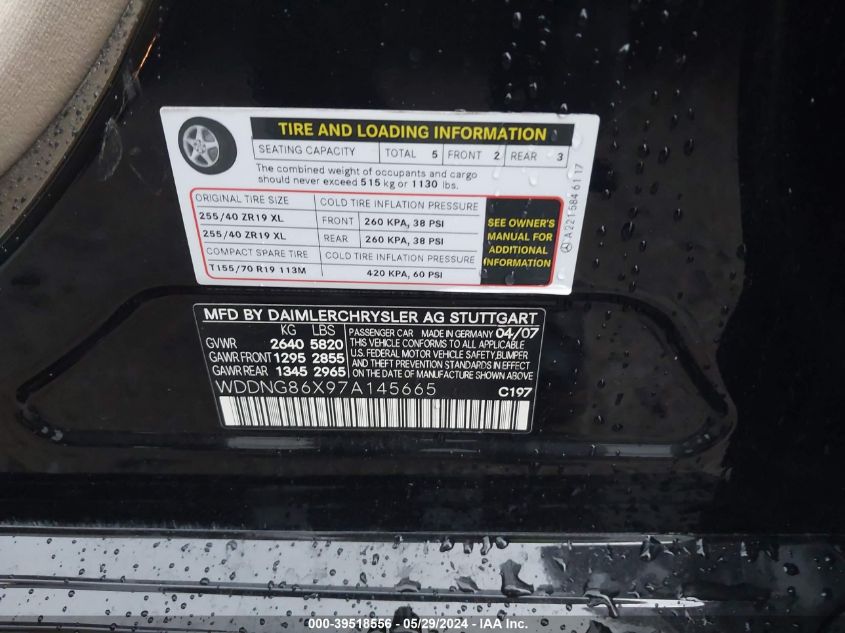 TIRE AND LOADING INFORMATION
SEATING CAPACITY TOTAL 5 FRONT 2 REAR 3
The combined weight of occupants and cargo
should never exceed 515 kg or 1130 lbs.
ORIGINAL TIRE SIZE COLD TIRE INFLATION PRESSURE
255/40 ZR19 XL FRONT 260 KPA, 38 PSI
255/40 ZR19 XL REAR 260 KPA, 38 PSI
COMPACT SPARE TIRE COLD TIRE INFLATION PRESSURE
T155/70 R19 113M 420 KPA, 60 PSI
SEE OWNER'S
MANUAL FOR
ADDITIONAL
INFORMATION
A 221 584 61 17
MFD BY DAIMLERCHRYSLER AG STUTTGART
KG LBS
GVWR 2640 5820
GAWR FRONT 1295 2855
GAWR REAR 1345 2965
PASSENGER CAR MADE IN GERMANY 04/07
THIS VEHICLE CONFORMS TO ALL APPLICABLE
U.S. FEDERAL MOTOR VEHICLE SAFETY, BUMPER
AND THEFT PREVENTION STANDARDS IN EFFECT
ON THE DATE OF MANUFACTURE SHOWN
WDDNG86X97A145665
C197
000-39518556 - 05/29/2024 - IAA Inc.